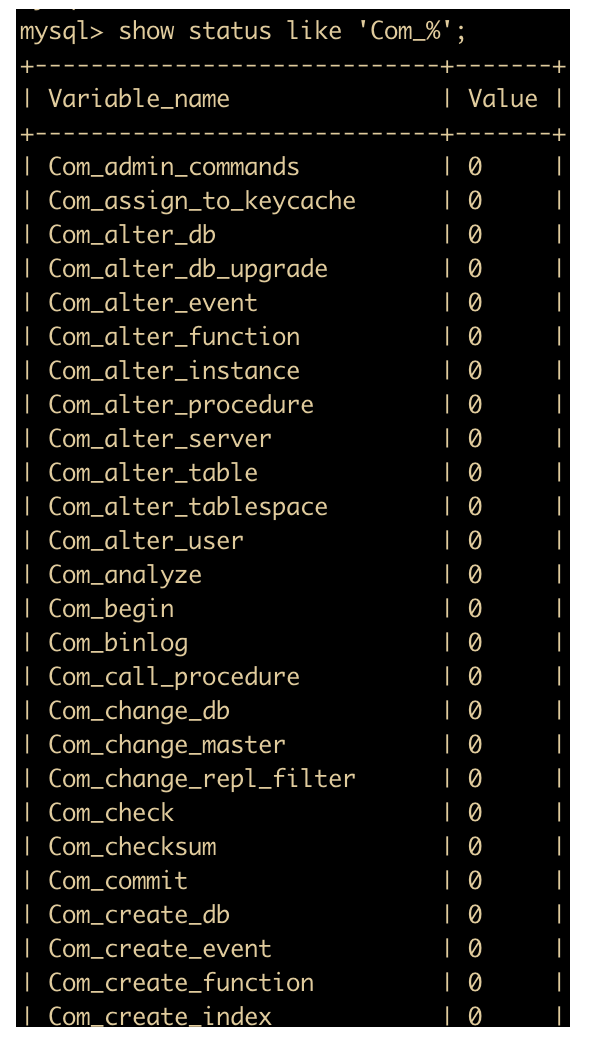 mysql> show status like 'Com_%';
+-----------------------------+-------+
| Variable_name               | Value |
+-----------------------------+-------+
| Com_admin_commands          | 0     |
| Com_assign_to_keycache      | 0     |
| Com_alter_db                | 0     |
| Com_alter_db_upgrade        | 0     |
| Com_alter_event             | 0     |
| Com_alter_function          | 0     |
| Com_alter_instance          | 0     |
| Com_alter_procedure         | 0     |
| Com_alter_server            | 0     |
| Com_alter_table             | 0     |
| Com_alter_tablespace        | 0     |
| Com_alter_user              | 0     |
| Com_analyze                 | 0     |
| Com_begin                   | 0     |
| Com_binlog                  | 0     |
| Com_call_procedure          | 0     |
| Com_change_db               | 0     |
| Com_change_master           | 0     |
| Com_change_repl_filter      | 0     |
| Com_check                   | 0     |
| Com_checksum                | 0     |
| Com_commit                  | 0     |
| Com_create_db               | 0     |
| Com_create_event            | 0     |
| Com_create_function         | 0     |
| Com_create_index            | 0     |